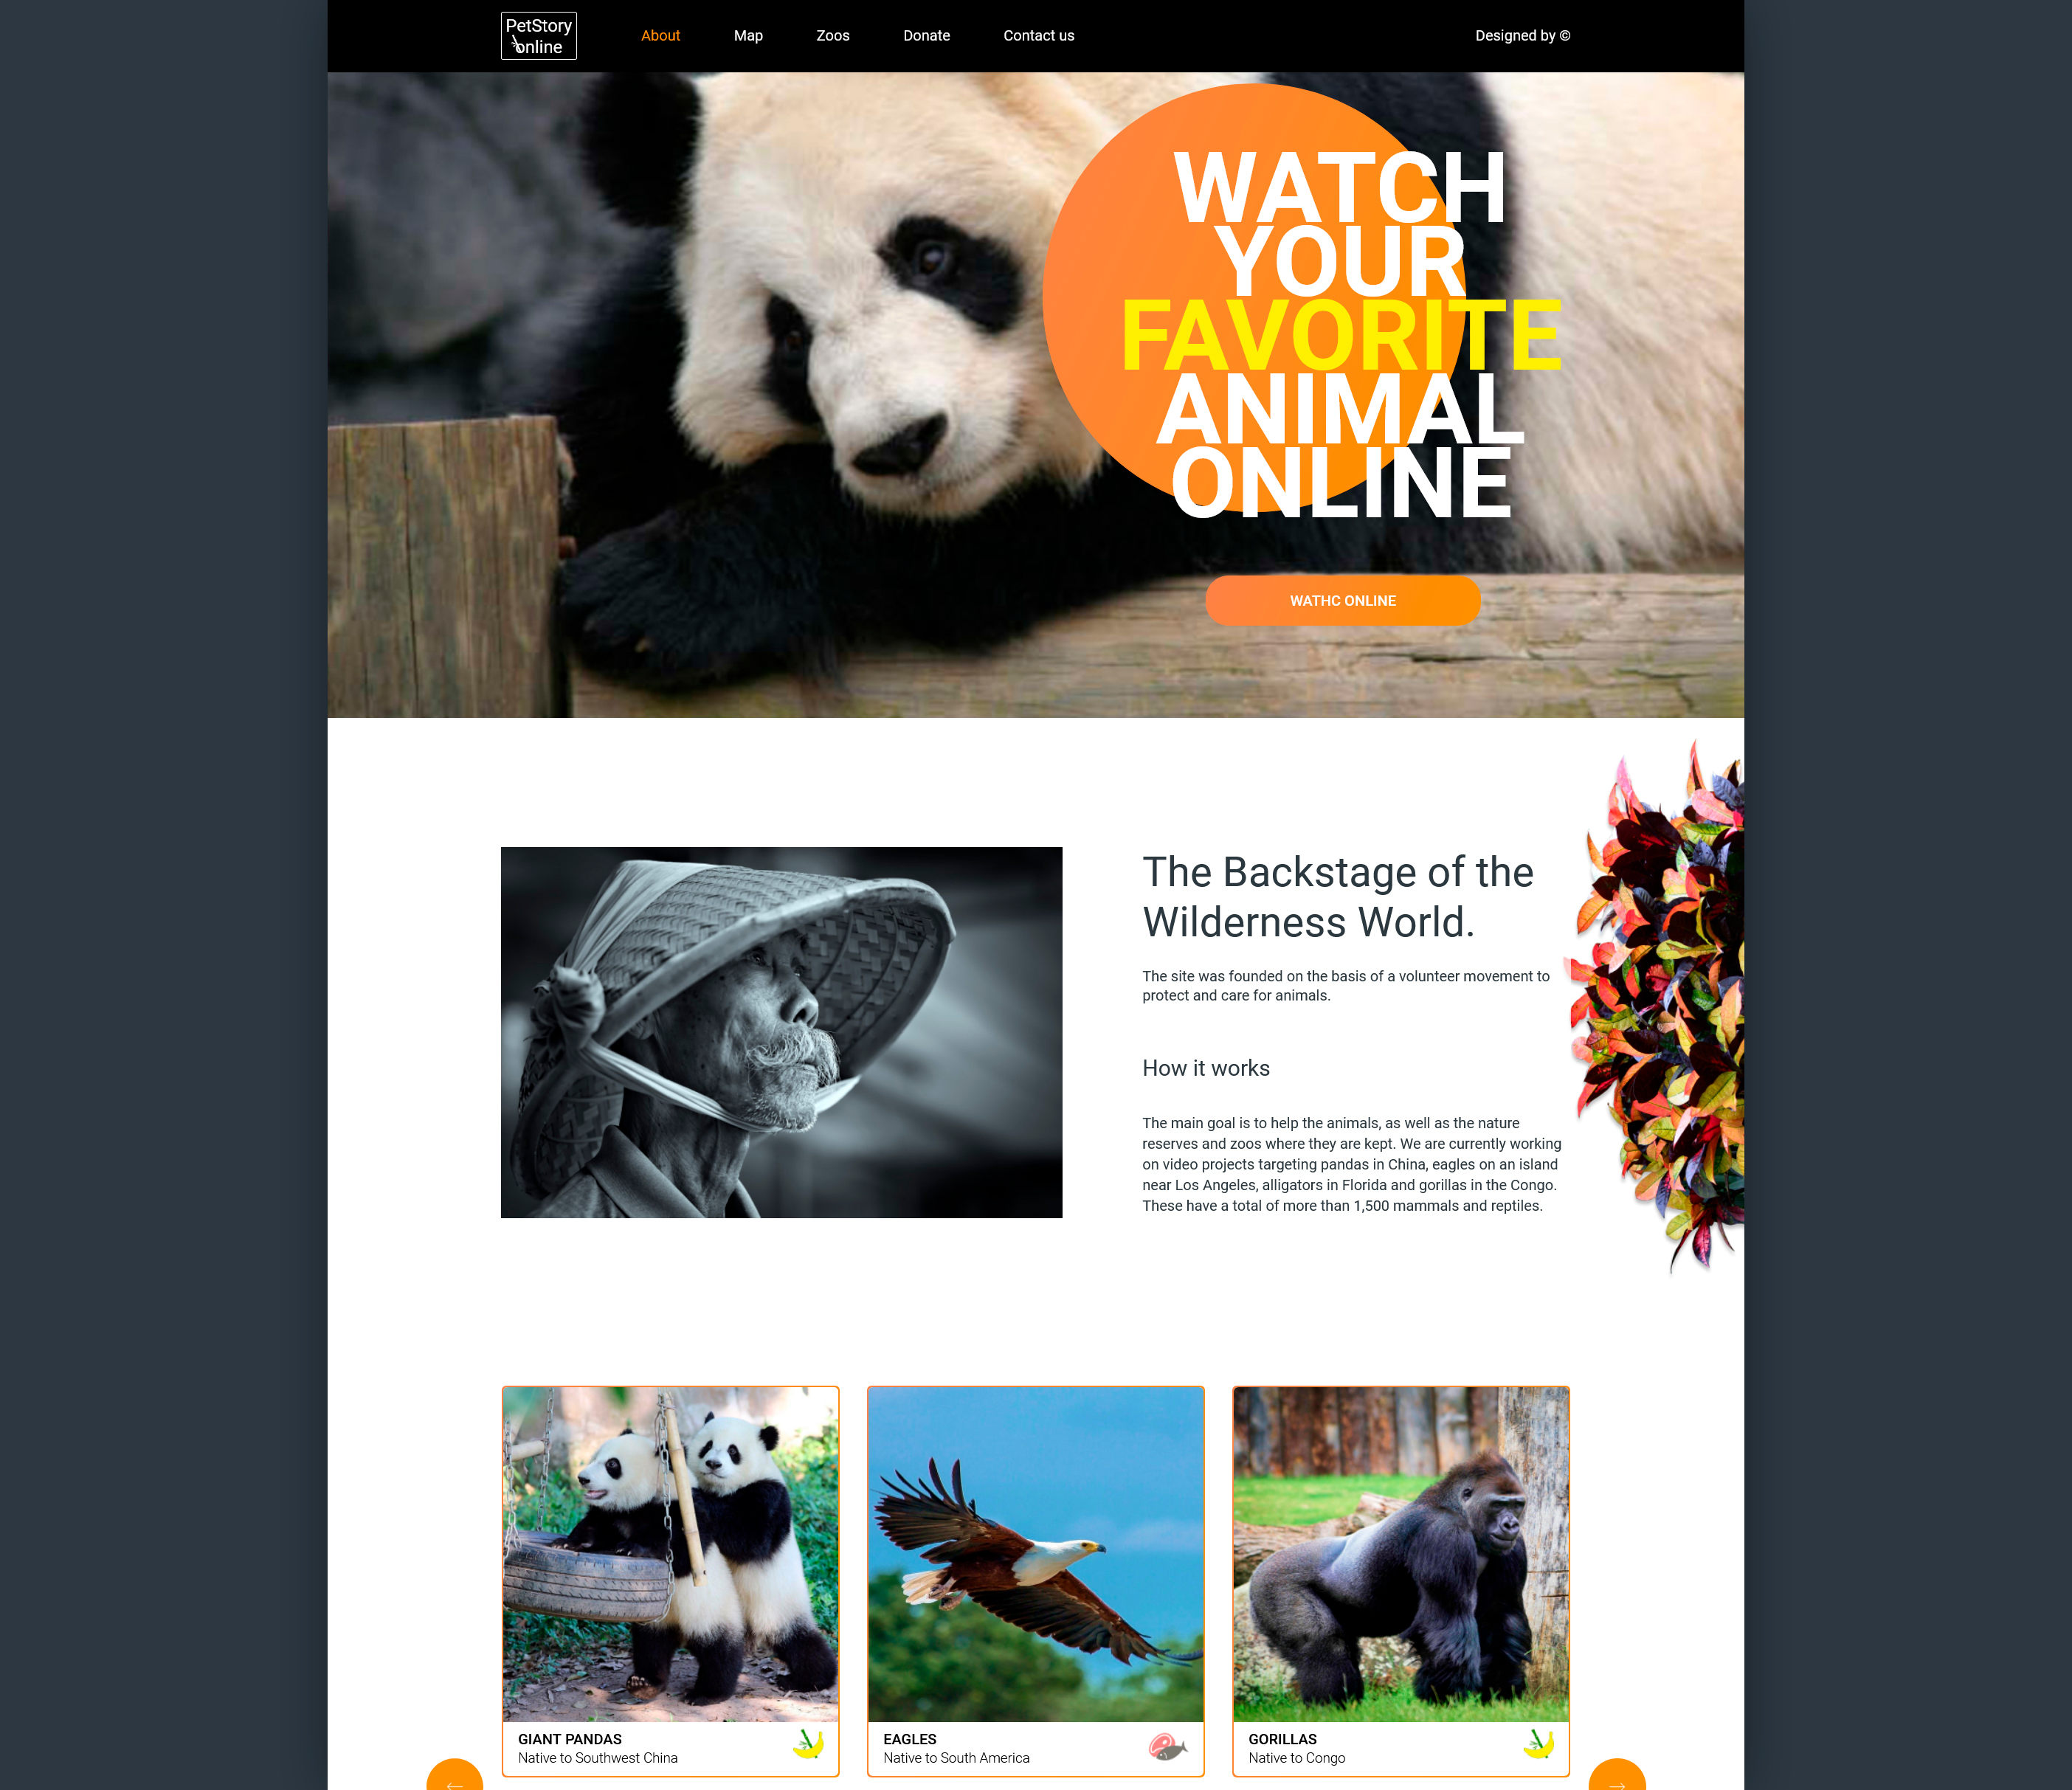 PetStory
online
About
Map
Zoos
Donate
Contact us
Designed by ©
WATCH
YOUR
FAVORITE
ANIMAL
ONLINE
WATHC ONLINE
The Backstage of the
Wilderness World.
The site was founded on the basis of a volunteer movement to
protect and care for animals.
How it works
The main goal is to help the animals, as well as the nature
reserves and zoos where they are kept. We are currently working
on video projects targeting pandas in China, eagles on an island
near Los Angeles, alligators in Florida and gorillas in the Congo.
These have a total of more than 1,500 mammals and reptiles.
GIANT PANDAS
Native to Southwest China
EAGLES
Native to South America
GORILLAS
Native to Congo